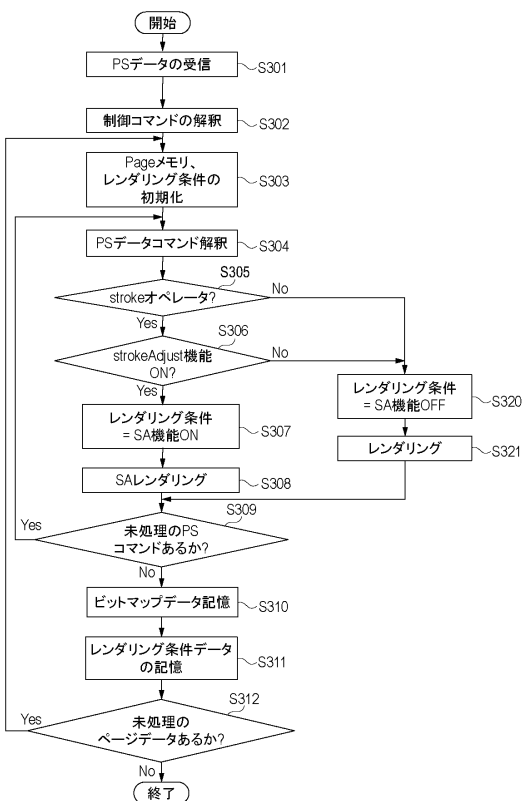 開始
PSデータの受信
S301
制御コマンドの解釈
S302
Pageメモリ、
レンダリング条件の
初期化
S303
PSデータコマンド解釈
S304
S305
strokeオペレータ?
No
Yes
S306
strokeAdjust機能
ON?
No
Yes
レンダリング条件
= SA機能ON
S307
レンダリング条件
= SA機能OFF
S320
SAレンダリング
S308
レンダリング
S321
S309
未処理のPS
コマンドあるか?
Yes
No
ビットマップデータ記憶
S310
レンダリング条件データ
の記憶
S311
S312
未処理の
ページデータあるか?
Yes
No
終了